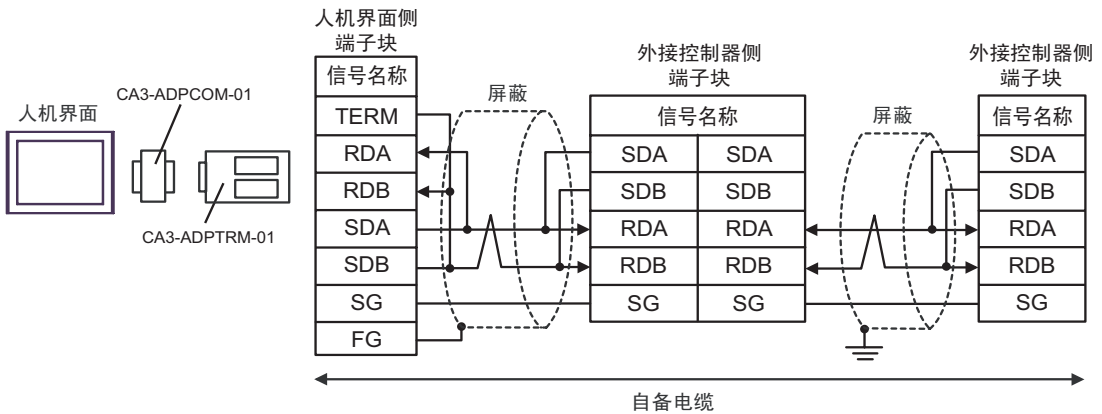 人机界面
CA3-ADPCOM-01
CA3-ADPTRM-01
人机界面侧
端子块
信号名称
TERM
RDA
RDB
SDA
SDB
SG
FG
屏蔽
外接控制器侧
端子块
信号名称
SDA SDA
SDB SDB
RDA RDA
RDB RDB
SG SG
屏蔽
外接控制器侧
端子块
信号名称
SDA
SDB
RDA
RDB
SG
自备电缆